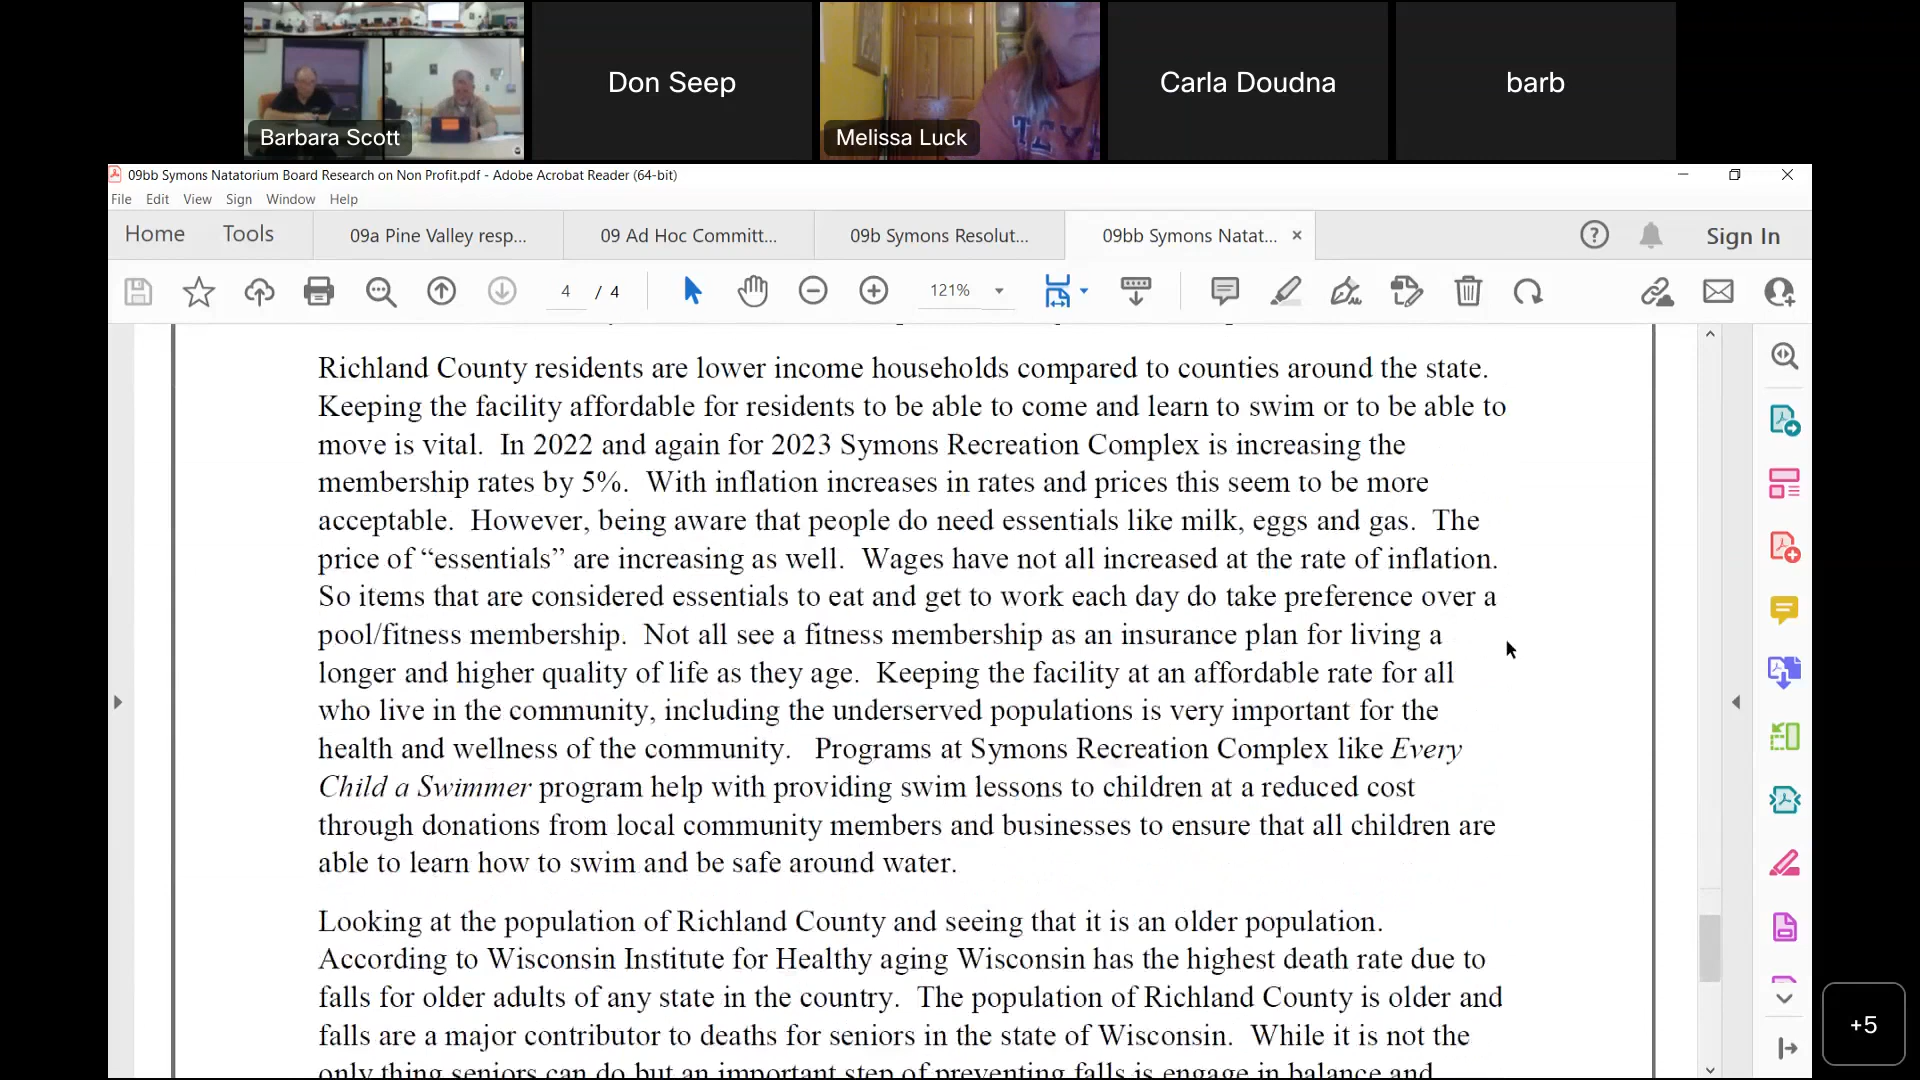 Don Seep
Carla Doudna
barb
Barbara Scott
Melissa Luck
09bb Symons Natatorium Board Research on Non Profit.pdf - Adobe Acrobat Reader (64-bit)
File Edit View Sign Window Help
Home Tools 09a Pine Valley resp... 09 Ad Hoc Committ... 09b Symons Resolut... 09bb Symons Natat... × Sign In
4 / 4 121%
Richland County residents are lower income households compared to counties around the state.
Keeping the facility affordable for residents to be able to come and learn to swim or to be able to
move is vital. In 2022 and again for 2023 Symons Recreation Complex is increasing the
membership rates by 5%. With inflation increases in rates and prices this seem to be more
acceptable. However, being aware that people do need essentials like milk, eggs and gas. The
price of “essentials” are increasing as well. Wages have not all increased at the rate of inflation.
So items that are considered essentials to eat and get to work each day do take preference over a
pool/fitness membership. Not all see a fitness membership as an insurance plan for living a
longer and higher quality of life as they age. Keeping the facility at an affordable rate for all
who live in the community, including the underserved populations is very important for the
health and wellness of the community. Programs at Symons Recreation Complex like Every
Child a Swimmer program help with providing swim lessons to children at a reduced cost
through donations from local community members and businesses to ensure that all children are
able to learn how to swim and be safe around water.
Looking at the population of Richland County and seeing that it is an older population.
According to Wisconsin Institute for Healthy aging Wisconsin has the highest death rate due to
falls for older adults of any state in the country. The population of Richland County is older and
falls are a major contributor to deaths for seniors in the state of Wisconsin. While it is not the
only thing seniors can do but an important step of preventing falls is engage in balance and
+5